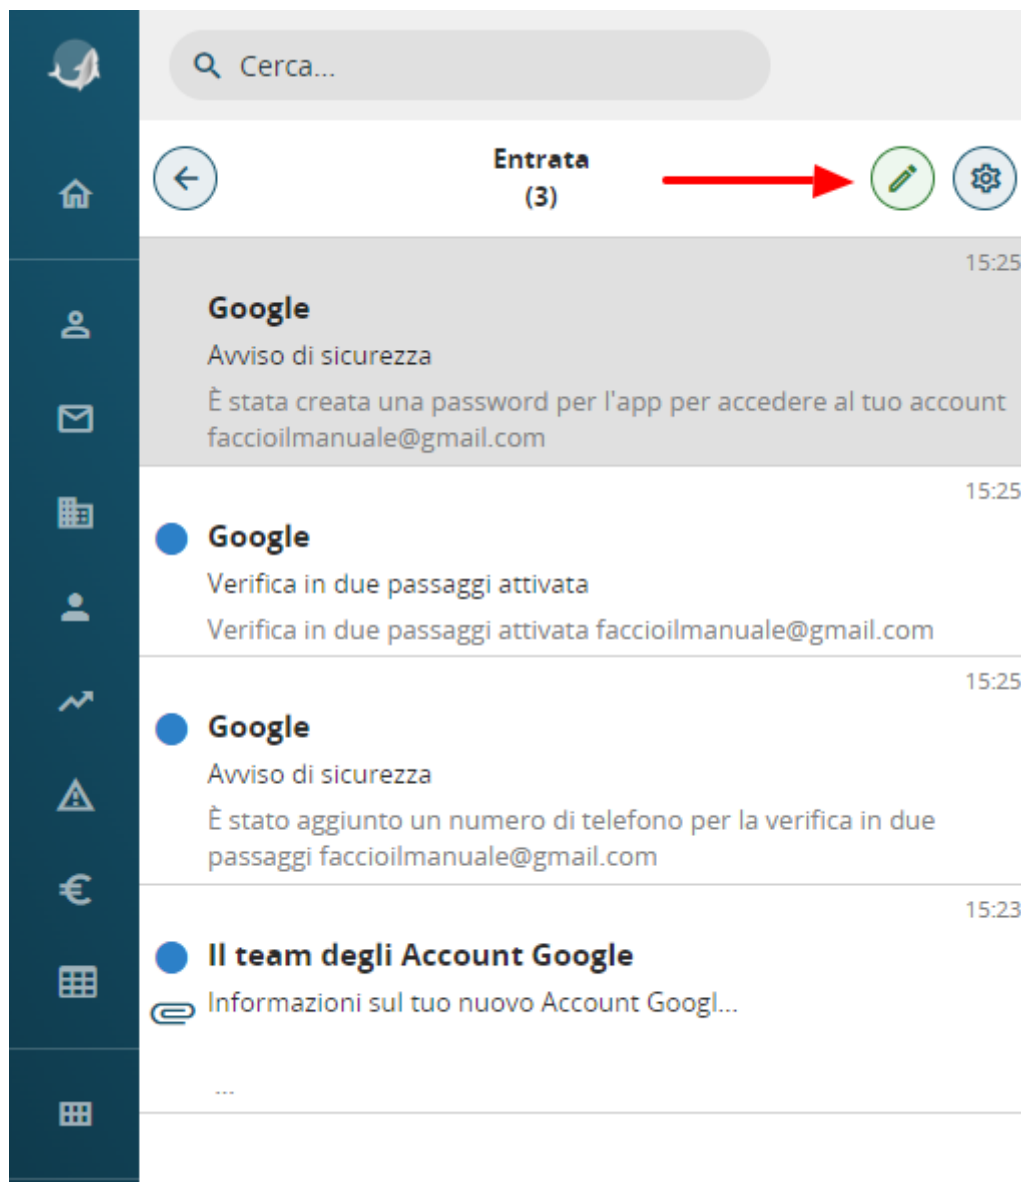 Cerca...
Entrata
(3)
15:25
Google
Avviso di sicurezza
È stata creata una password per l'app per accedere al tuo account
faccioilmanuale@gmail.com
15:25
Google
Verifica in due passaggi attivata
Verifica in due passaggi attivata faccioilmanuale@gmail.com
15:25
Google
Avviso di sicurezza
È stato aggiunto un numero di telefono per la verifica in due
passaggi faccioilmanuale@gmail.com
15:23
Il team degli Account Google
Informazioni sul tuo nuovo Account Googl...
...